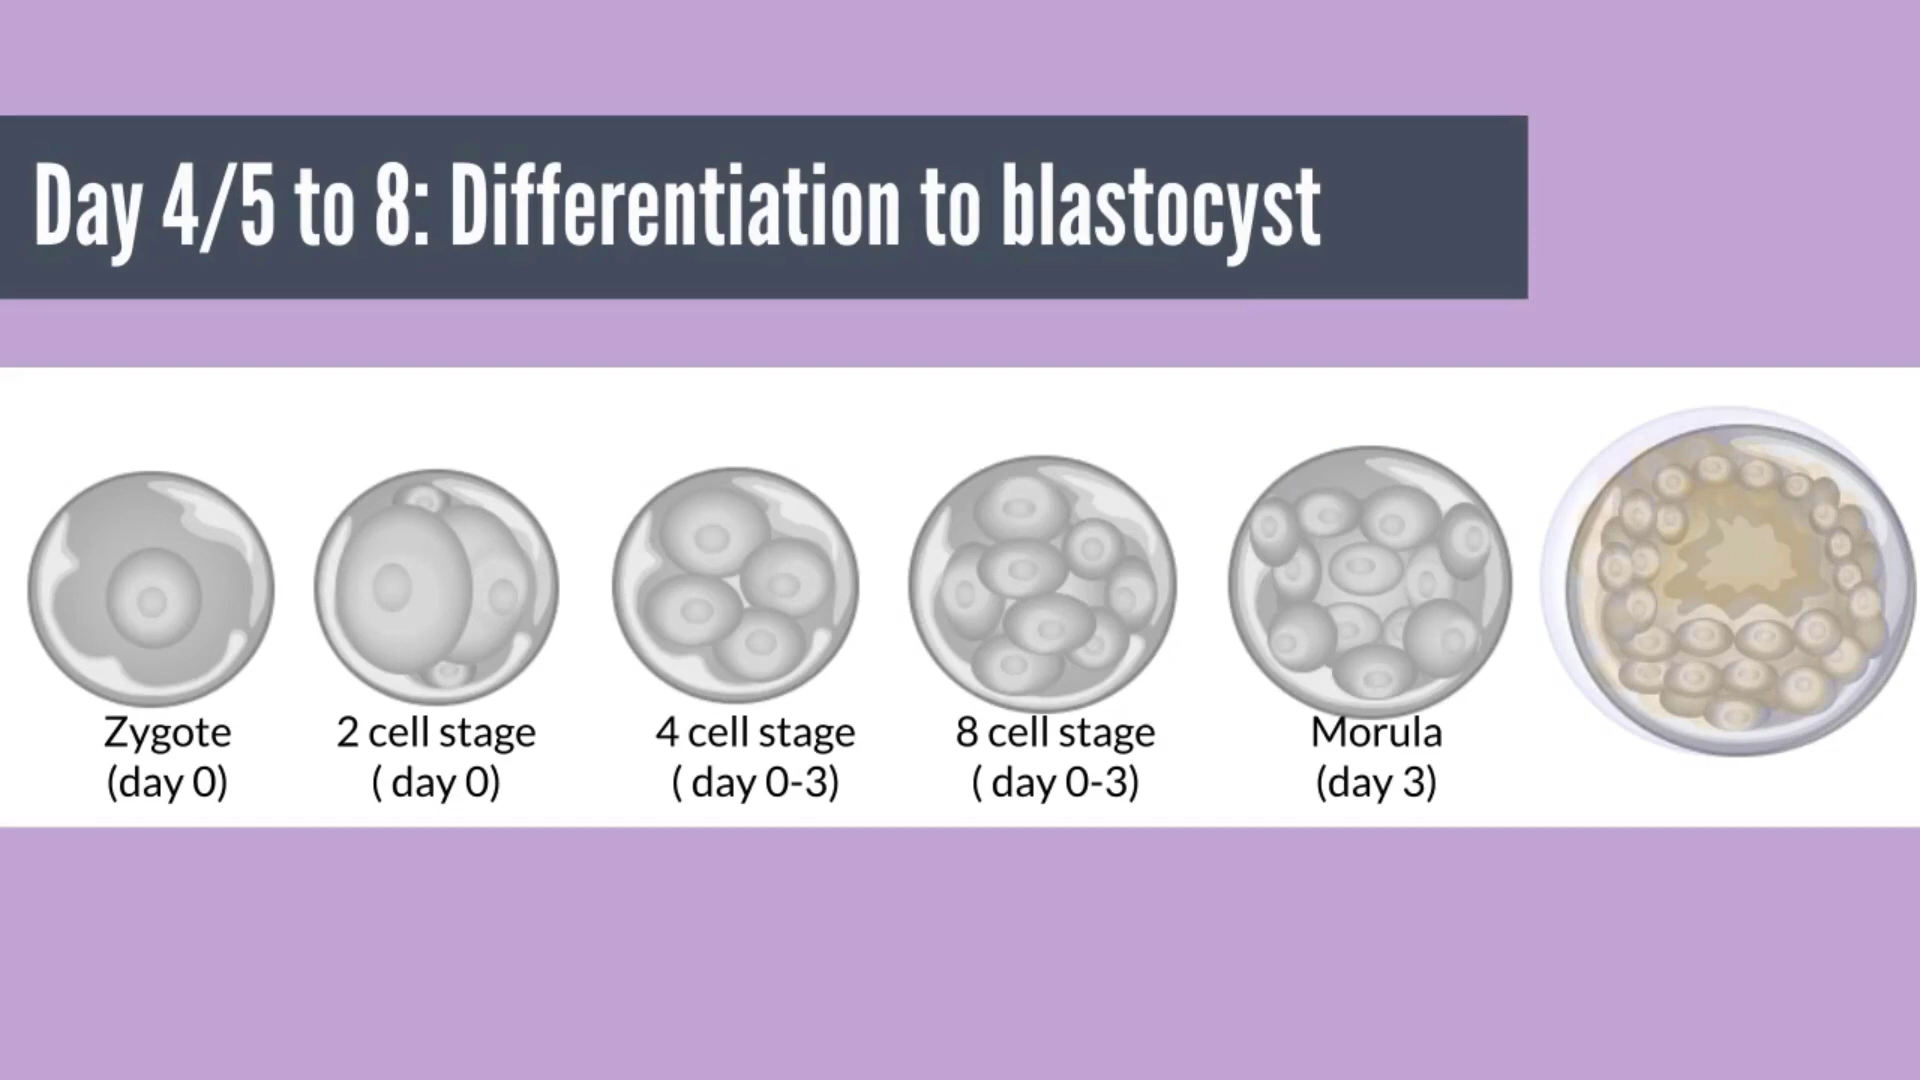 Day 4/5 to 8: Differentiation to blastocyst
Zygote
(day 0)
2 cell stage
( day 0)
4 cell stage
( day 0-3)
8 cell stage
( day 0-3)
Morula
(day 3)